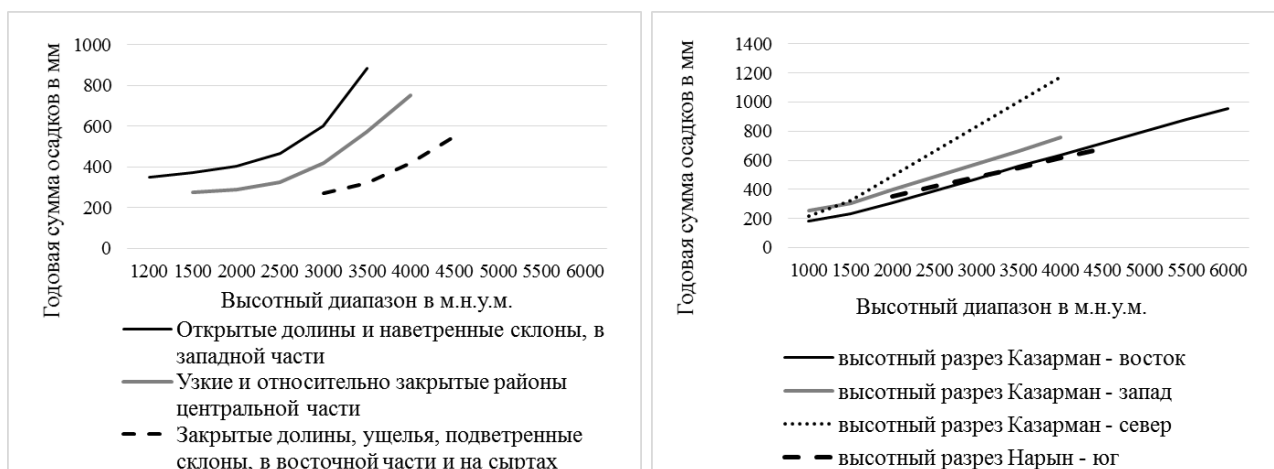 Годовая сумма осадков в мм
1000
800
600
400
200
0
1200 1500 2000 2500 3000 3500 4000 4500 5000 5500 6000
Высотный диапазон в м.н.у.м.
Открытые долины и наветренные склоны, в
западной части
Узкие и относительно закрытые районы
центральной части
Закрытые долины, ущелья, подветренные
склоны, в восточной части и на сыртах
Годовая сумма осадков в мм
1400
1200
1000
800
600
400
200
0
1000 1500 2000 2500 3000 3500 4000 4500 5000 5500 6000
Высотный диапазон в м.н.у.м.
высотный разрез Казарман - восток
высотный разрез Казарман - запад
высотный разрез Казарман - север
высотный разрез Нарын - юг